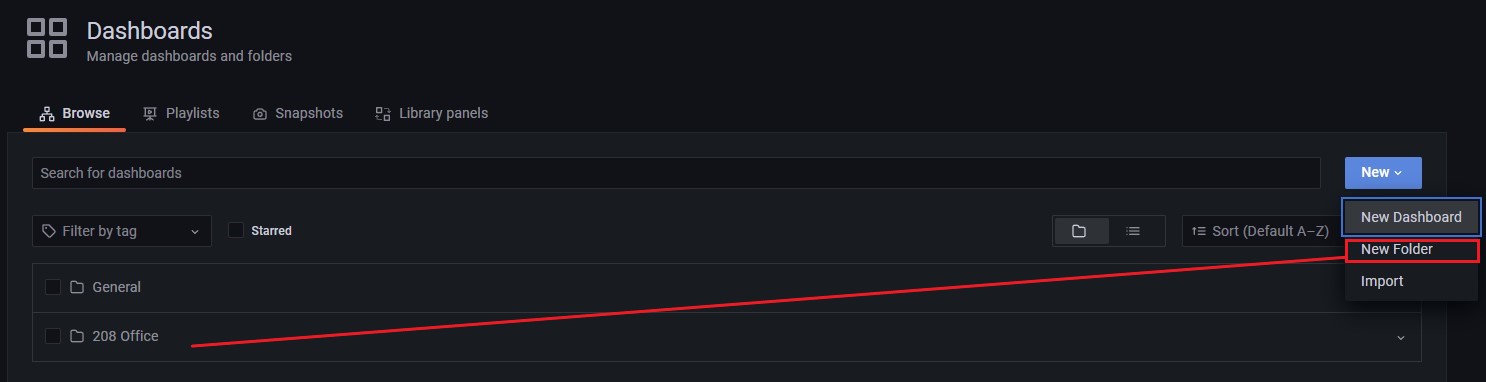 Dashboards
Manage dashboards and folders
Browse
Playlists
Snapshots
Library panels
Search for dashboards
New
Filter by tag
Starred
Sort (Default A–Z)
New Dashboard
New Folder
Import
General
208 Office